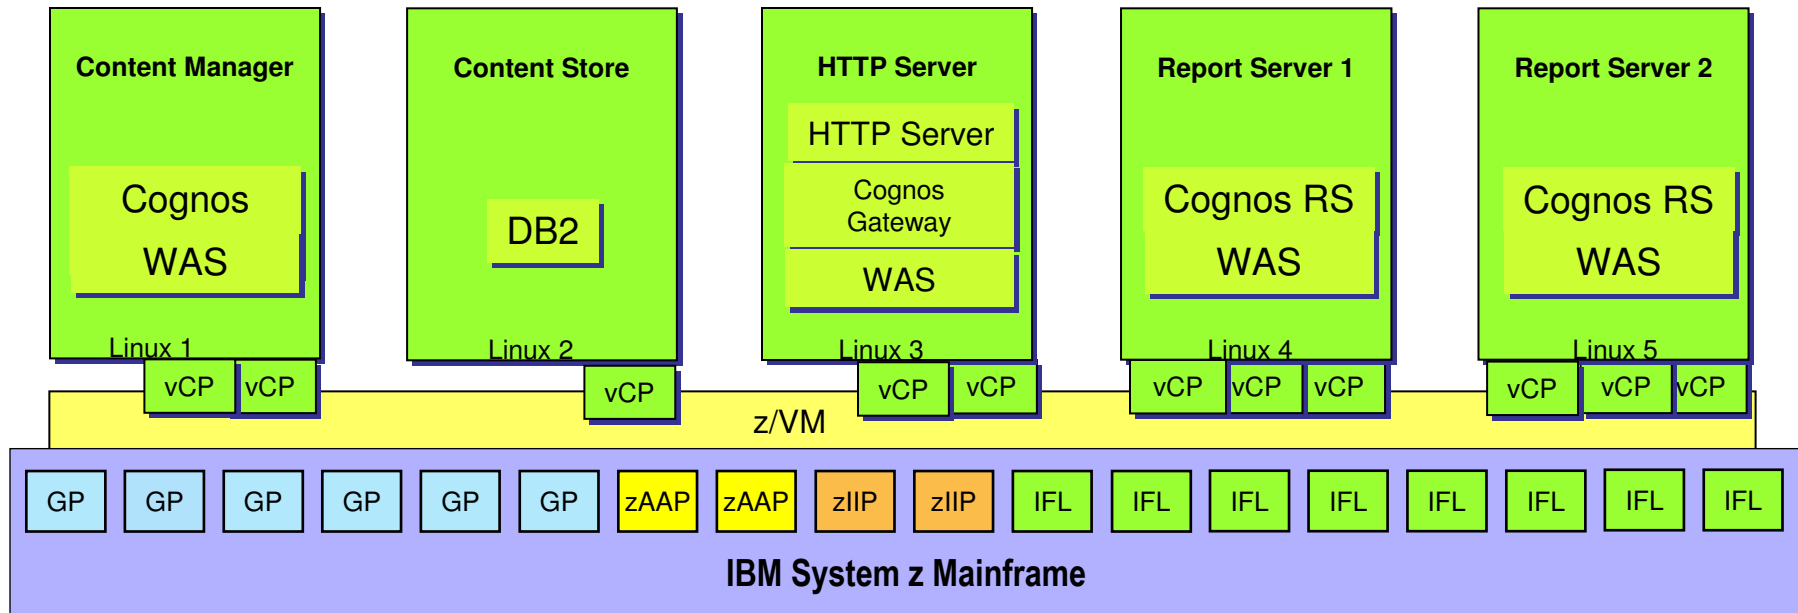 Content Manager
Cognos
WAS
Linux 1
vCP
vCP
Content Store
DB2
Linux 2
vCP
HTTP Server
HTTP Server
Cognos
Gateway
WAS
Linux 3
vCP
vCP
Report Server 1
Cognos RS
WAS
Linux 4
vCP
vCP
vCP
Report Server 2
Cognos RS
WAS
Linux 5
vCP
vCP
vCP
z/VM
GP
GP
GP
GP
GP
GP
zAAP
zAAP
zIIP
zIIP
IFL
IFL
IFL
IFL
IFL
IFL
IFL
IFL
IBM System z Mainframe